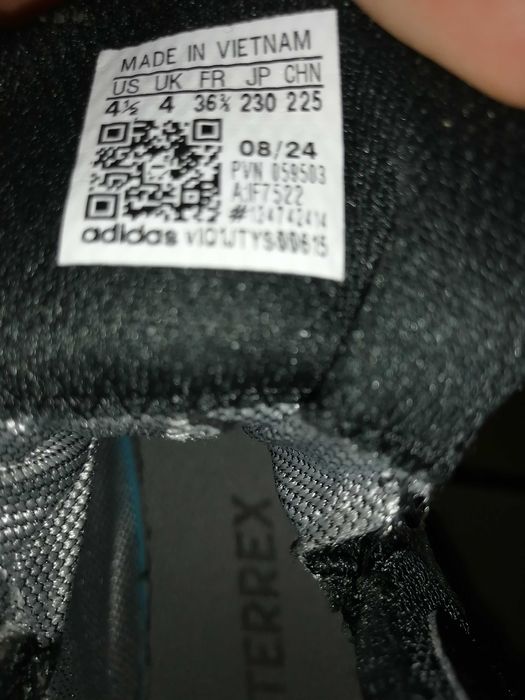 MADE IN VIETNAM
US UK FR JP CHN
4½ 4 36⅔ 230 225
08/24
PVN 059503
A:IF7522
#124742414
adidas
TERREX